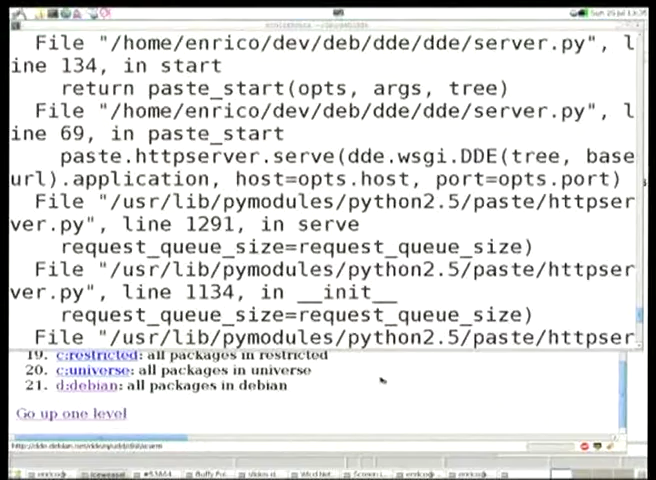 File "/home/enrico/dev/deb/dde/dde/server.py", l
ine 134, in start
return paste_start(opts, args, tree)
File "/home/enrico/dev/deb/dde/dde/server.py", l
ine 69, in paste_start
paste.httpserver.serve(dde.wsgi.DDE(tree, base
url).application, host=opts.host, port=opts.port)
File "/usr/lib/pymodules/python2.5/paste/httpser
ver.py", line 1291, in serve
request_queue_size=request_queue_size)
File "/usr/lib/pymodules/python2.5/paste/httpser
ver.py", line 1134, in __init__
request_queue_size=request_queue_size)
File "/usr/lib/pymodules/python2.5/paste/httpser
19. c:restricted: all packages in restricted
20. c:universe: all packages in universe
21. d:debian: all packages in debian
Go up one level